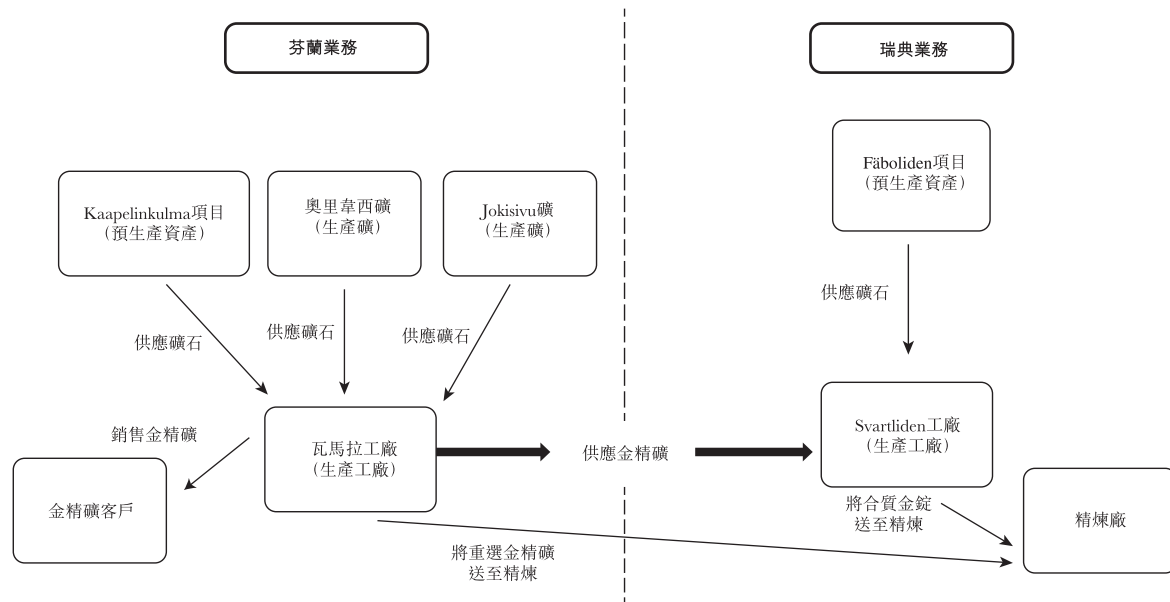 芬蘭業務
瑞典業務
Fäboliden項目
（預生產資產）
Kaapelinkulma項目
（預生產資產）
奧里韋西礦
（生產礦）
Jokisivu礦
（生產礦）
供應礦石
供應礦石
供應礦石
供應礦石
銷售金精礦
瓦馬拉工廠
（生產工廠）
供應金精礦
Svartliden工廠
（生產工廠）
金精礦客戶
將合質金錠
送至精煉
精煉廠
將重選金精礦
送至精煉